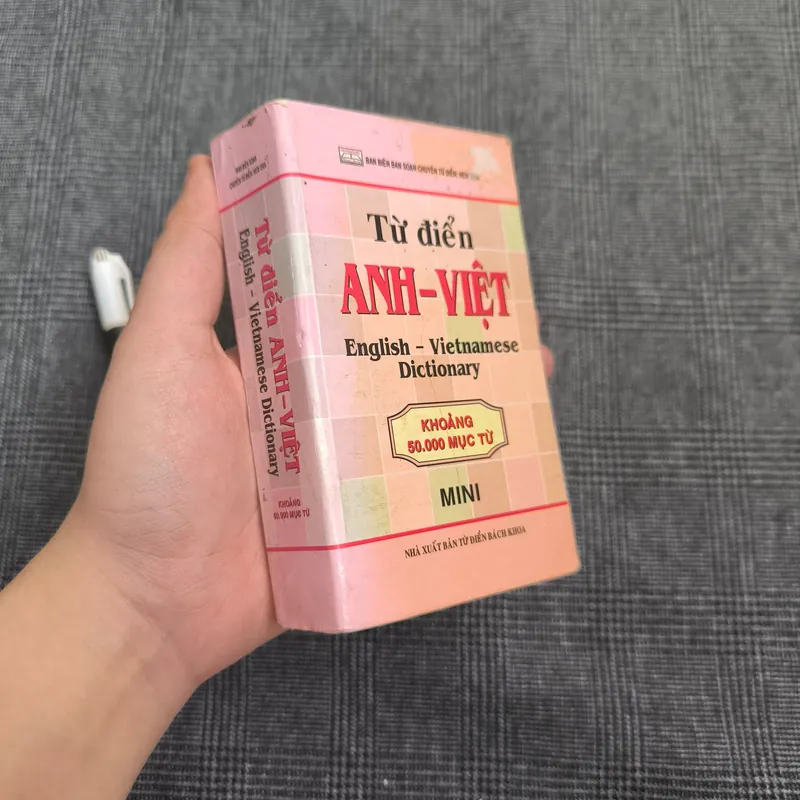 BAN BIÊN SOẠN CHUYÊN TỪ ĐIỂN:
Từ điển
ANH-VIỆT
English - Vietnamese
Dictionary
KHOẢNG
50.000 MỤC TỪ
MINI
NHÀ XUẤT BẢN TỪ ĐIỂN BÁCH KHOA
Từ điển ANH-VIỆT
English - Vietnamese Dictionary
KHOẢNG
50.000 MỤC TỪ